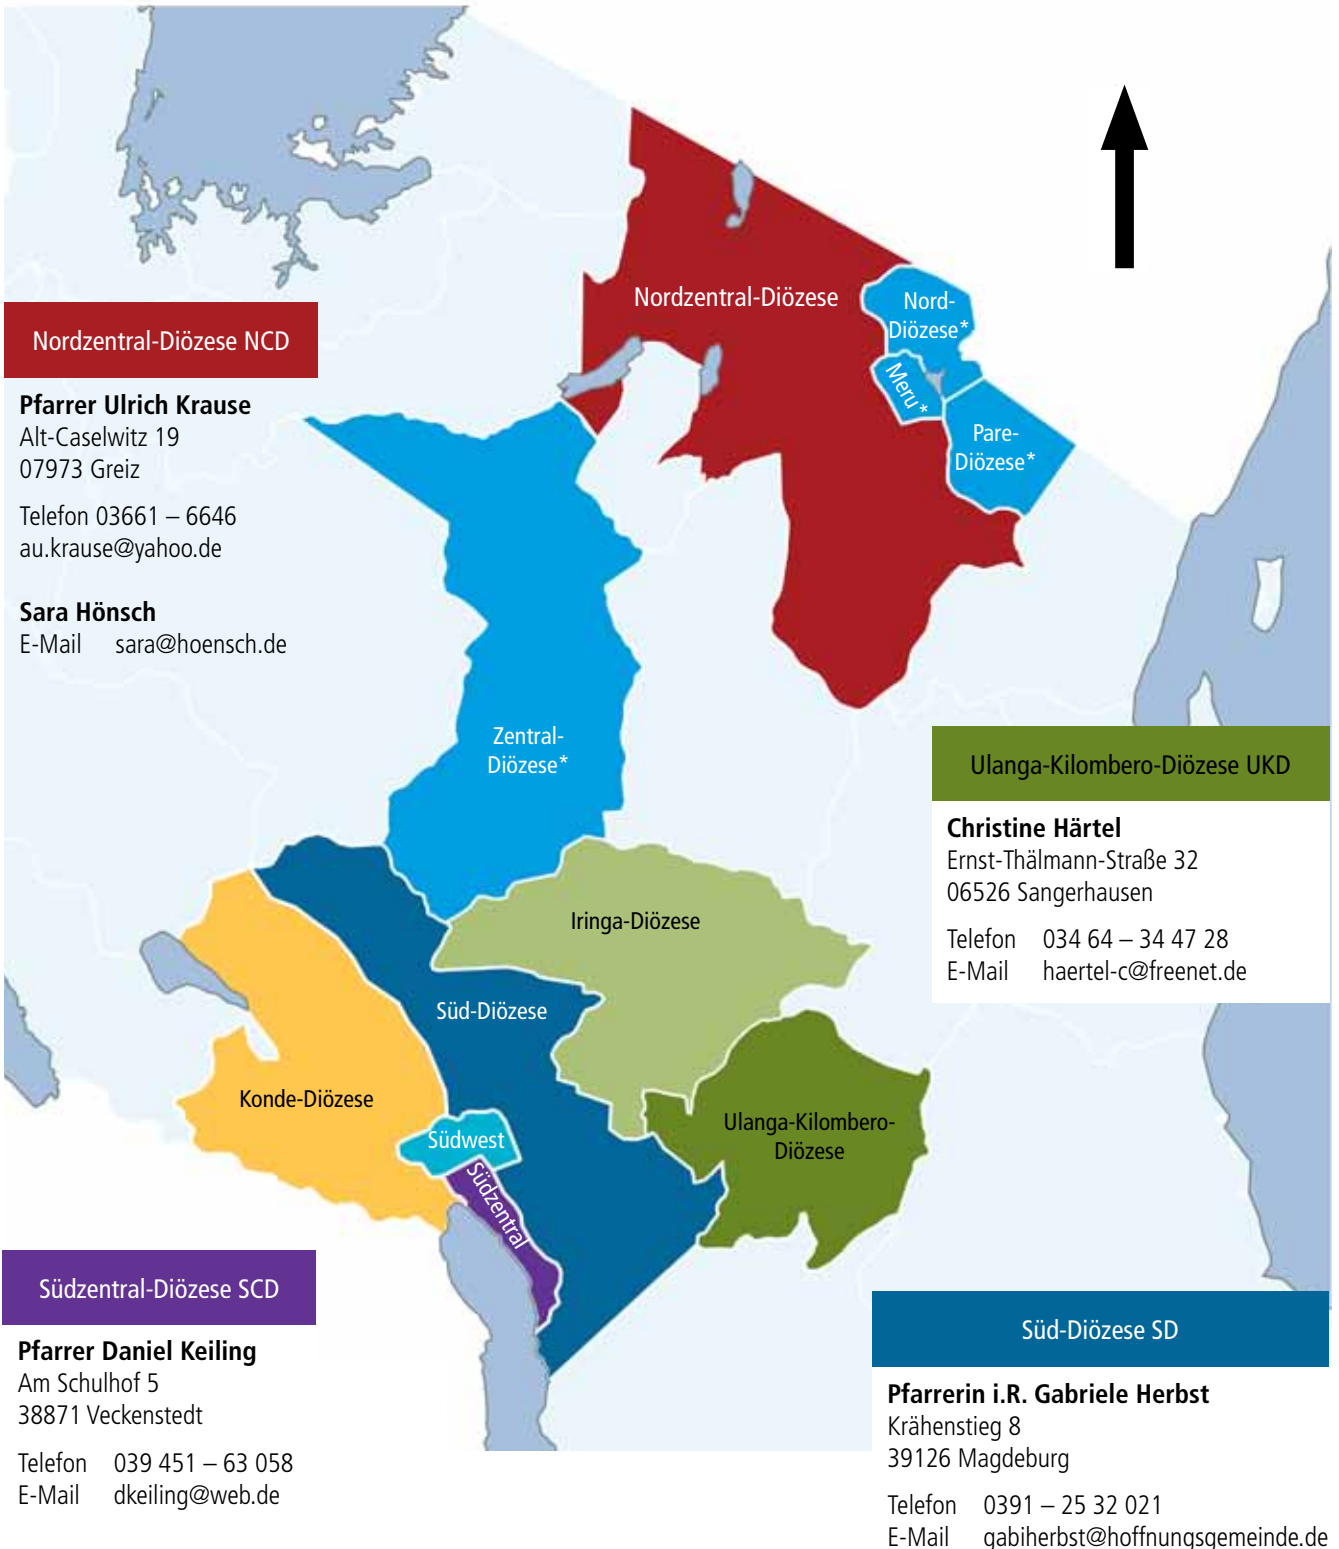 Nordzentral-Diözese
Nord-
Diözese*
Meru*
Pare-
Diözese*
Nordzentral-Diözese NCD
Pfarrer Ulrich Krause
Alt-Caselwitz 19
07973 Greiz
Telefon 03661 – 6646
au.krause@yahoo.de
Sara Hönsch
E-Mail sara@hoensch.de
Zentral-
Diözese*
Ulanga-Kilombero-Diözese UKD
Christine Härtel
Ernst-Thälmann-Straße 32
06526 Sangerhausen
Telefon 034 64 – 34 47 28
E-Mail haertel-c@freenet.de
Iringa-Diözese
Süd-Diözese
Konde-Diözese
Ulanga-Kilombero-
Diözese
Südwest
Südzentral
Südzentral-Diözese SCD
Pfarrer Daniel Keiling
Am Schulhof 5
38871 Veckenstedt
Telefon 039 451 – 63 058
E-Mail dkeiling@web.de
Süd-Diözese SD
Pfarrerin i.R. Gabriele Herbst
Krähenstieg 8
39126 Magdeburg
Telefon 0391 – 25 32 021
E-Mail gabiherbst@hoffnungsgemeinde.de